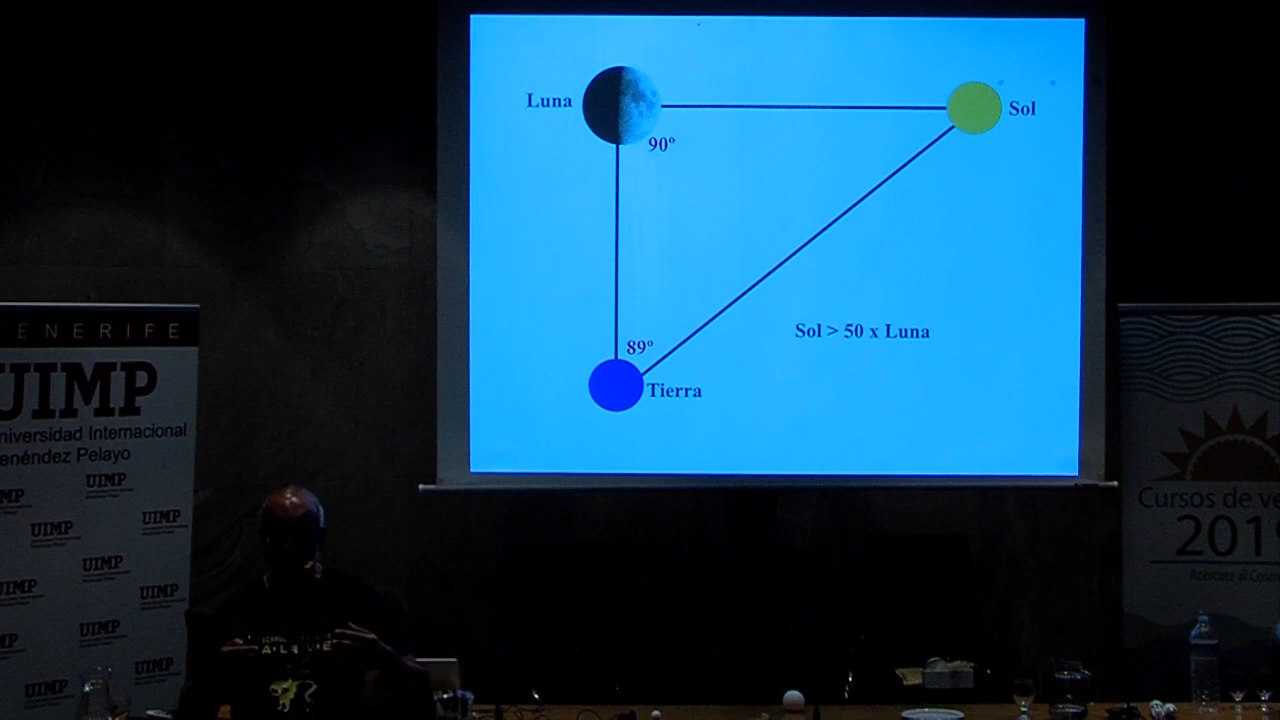 Luna
Sol
90º
Sol > 50 x Luna
89º
Tierra
ENERIFE
UIMP
niversidad Internacional
enéndez Pelayo
UIMP
UIMP
UIMP
UIMP
UIMP
UIMP
UIMP
UIMP
UIMP
Cursos de ve
2019
Acércate al Cosm